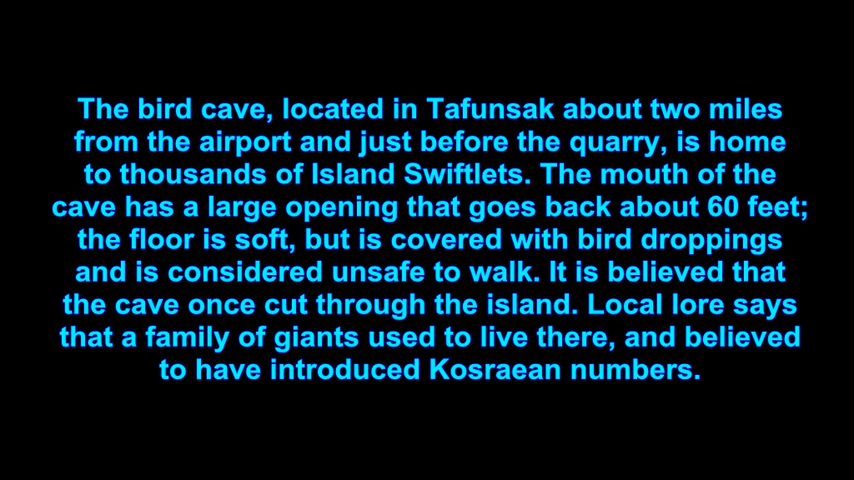 The bird cave, located in Tafunsak about two miles
from the airport and just before the quarry, is home
to thousands of Island Swiftlets. The mouth of the
cave has a large opening that goes back about 60 feet;
the floor is soft, but is covered with bird droppings
and is considered unsafe to walk. It is believed that
the cave once cut through the island. Local lore says
that a family of giants used to live there, and believed
to have introduced Kosraean numbers.